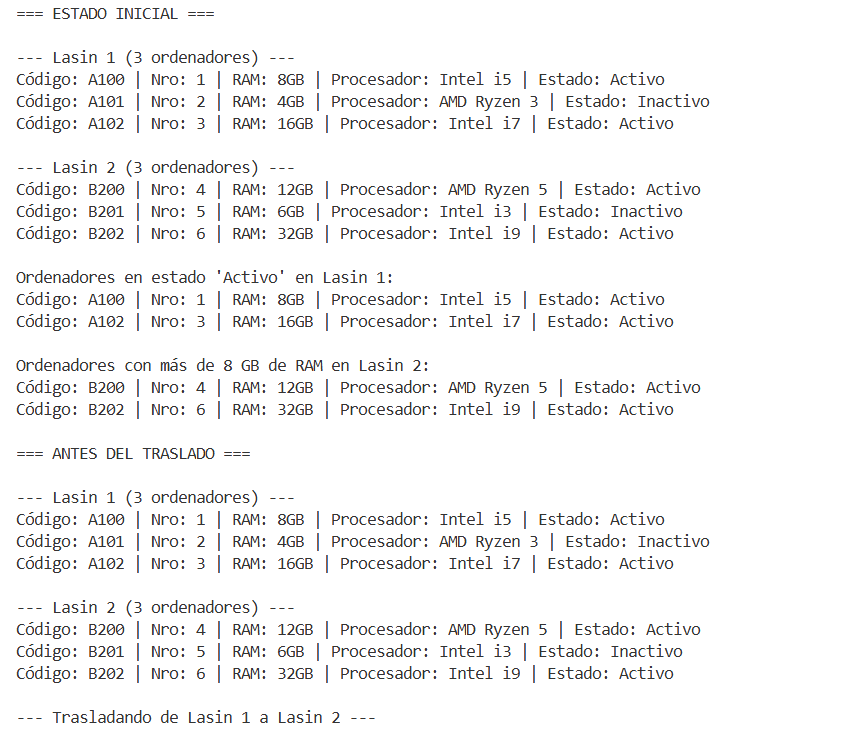 === ESTADO INICIAL ===
--- Lasin 1 (3 ordenadores) ---
Código: A100 | Nro: 1 | RAM: 8GB | Procesador: Intel i5 | Estado: Activo
Código: A101 | Nro: 2 | RAM: 4GB | Procesador: AMD Ryzen 3 | Estado: Inactivo
Código: A102 | Nro: 3 | RAM: 16GB | Procesador: Intel i7 | Estado: Activo
--- Lasin 2 (3 ordenadores) ---
Código: B200 | Nro: 4 | RAM: 12GB | Procesador: AMD Ryzen 5 | Estado: Activo
Código: B201 | Nro: 5 | RAM: 6GB | Procesador: Intel i3 | Estado: Inactivo
Código: B202 | Nro: 6 | RAM: 32GB | Procesador: Intel i9 | Estado: Activo
Ordenadores en estado 'Activo' en Lasin 1:
Código: A100 | Nro: 1 | RAM: 8GB | Procesador: Intel i5 | Estado: Activo
Código: A102 | Nro: 3 | RAM: 16GB | Procesador: Intel i7 | Estado: Activo
Ordenadores con más de 8 GB de RAM en Lasin 2:
Código: B200 | Nro: 4 | RAM: 12GB | Procesador: AMD Ryzen 5 | Estado: Activo
Código: B202 | Nro: 6 | RAM: 32GB | Procesador: Intel i9 | Estado: Activo
=== ANTES DEL TRASLADO ===
--- Lasin 1 (3 ordenadores) ---
Código: A100 | Nro: 1 | RAM: 8GB | Procesador: Intel i5 | Estado: Activo
Código: A101 | Nro: 2 | RAM: 4GB | Procesador: AMD Ryzen 3 | Estado: Inactivo
Código: A102 | Nro: 3 | RAM: 16GB | Procesador: Intel i7 | Estado: Activo
--- Lasin 2 (3 ordenadores) ---
Código: B200 | Nro: 4 | RAM: 12GB | Procesador: AMD Ryzen 5 | Estado: Activo
Código: B201 | Nro: 5 | RAM: 6GB | Procesador: Intel i3 | Estado: Inactivo
Código: B202 | Nro: 6 | RAM: 32GB | Procesador: Intel i9 | Estado: Activo
--- Trasladando de Lasin 1 a Lasin 2 ---